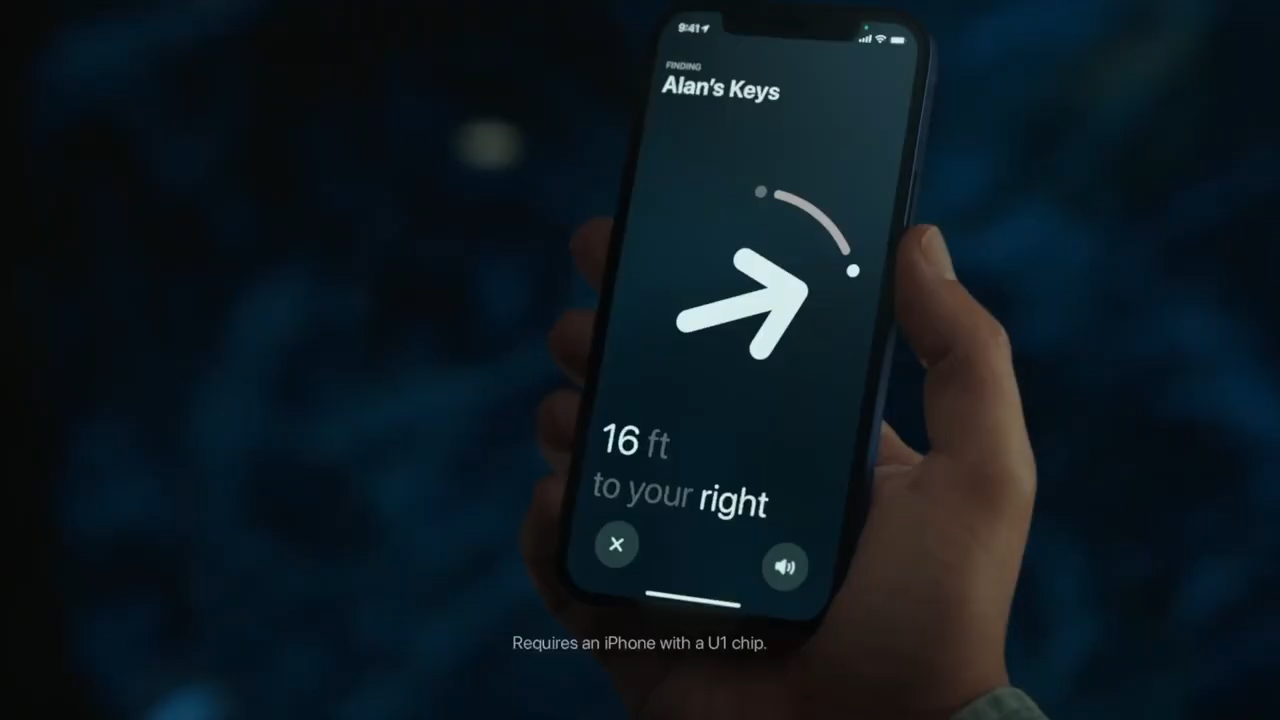 9:41
FINDING
Alan's Keys
16 ft
to your right
Requires an iPhone with a U1 chip.